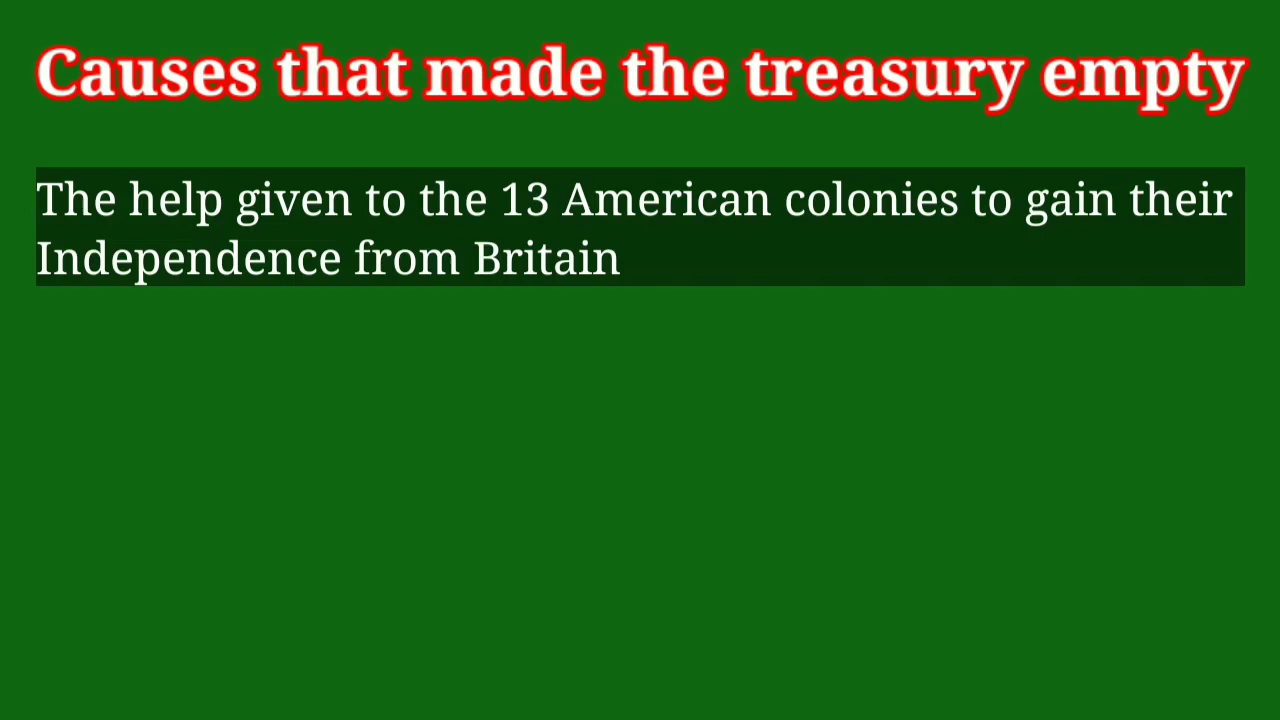 Causes that made the treasury empty
The help given to the 13 American colonies to gain their
Independence from Britain